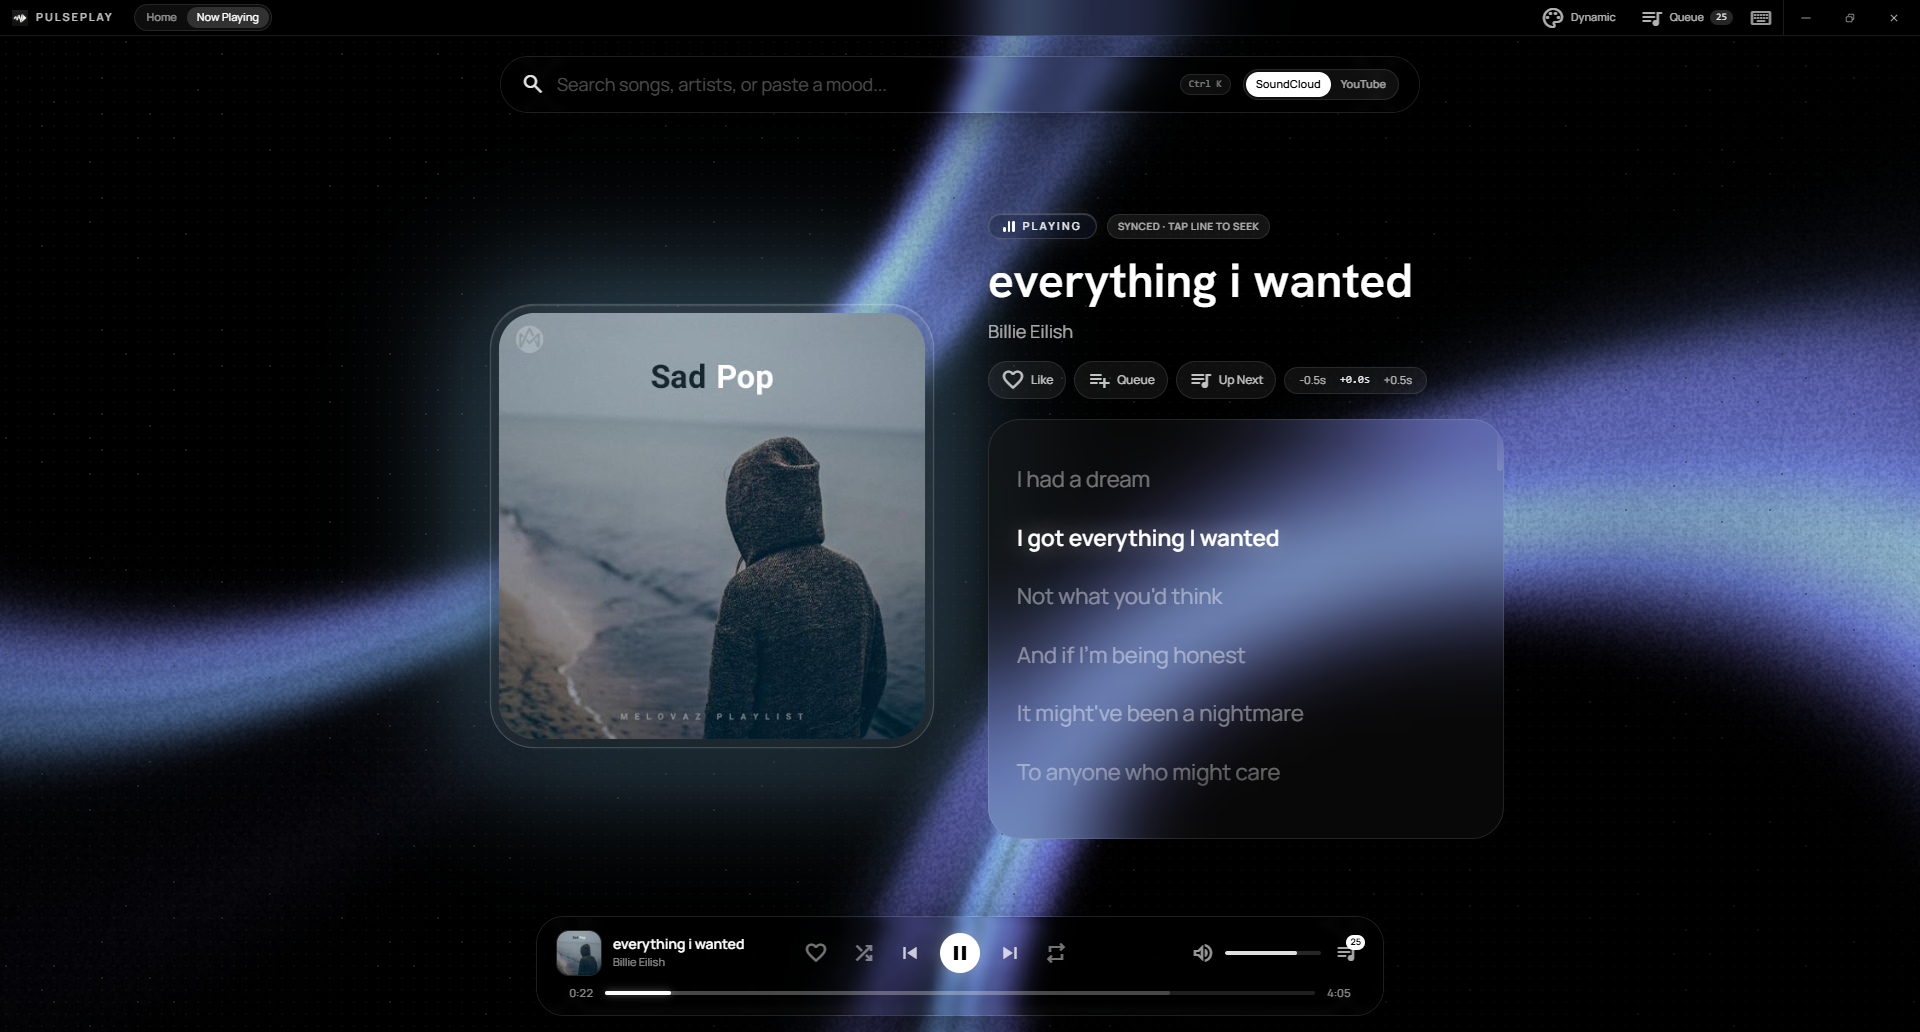 PULSEPLAY
Home
Now Playing
Dynamic
Queue 25
Search songs, artists, or paste a mood...
Ctrl K
SoundCloud
YouTube
PLAYING
SYNCED · TAP LINE TO SEEK
everything i wanted
Billie Eilish
Like
Queue
Up Next
-0.5s
+0.0s
+0.5s
Sad Pop
MELOVAZ PLAYLIST
I had a dream
I got everything I wanted
Not what you'd think
And if I'm being honest
It might've been a nightmare
To anyone who might care
everything i wanted
Billie Eilish
25
0:22
4:05